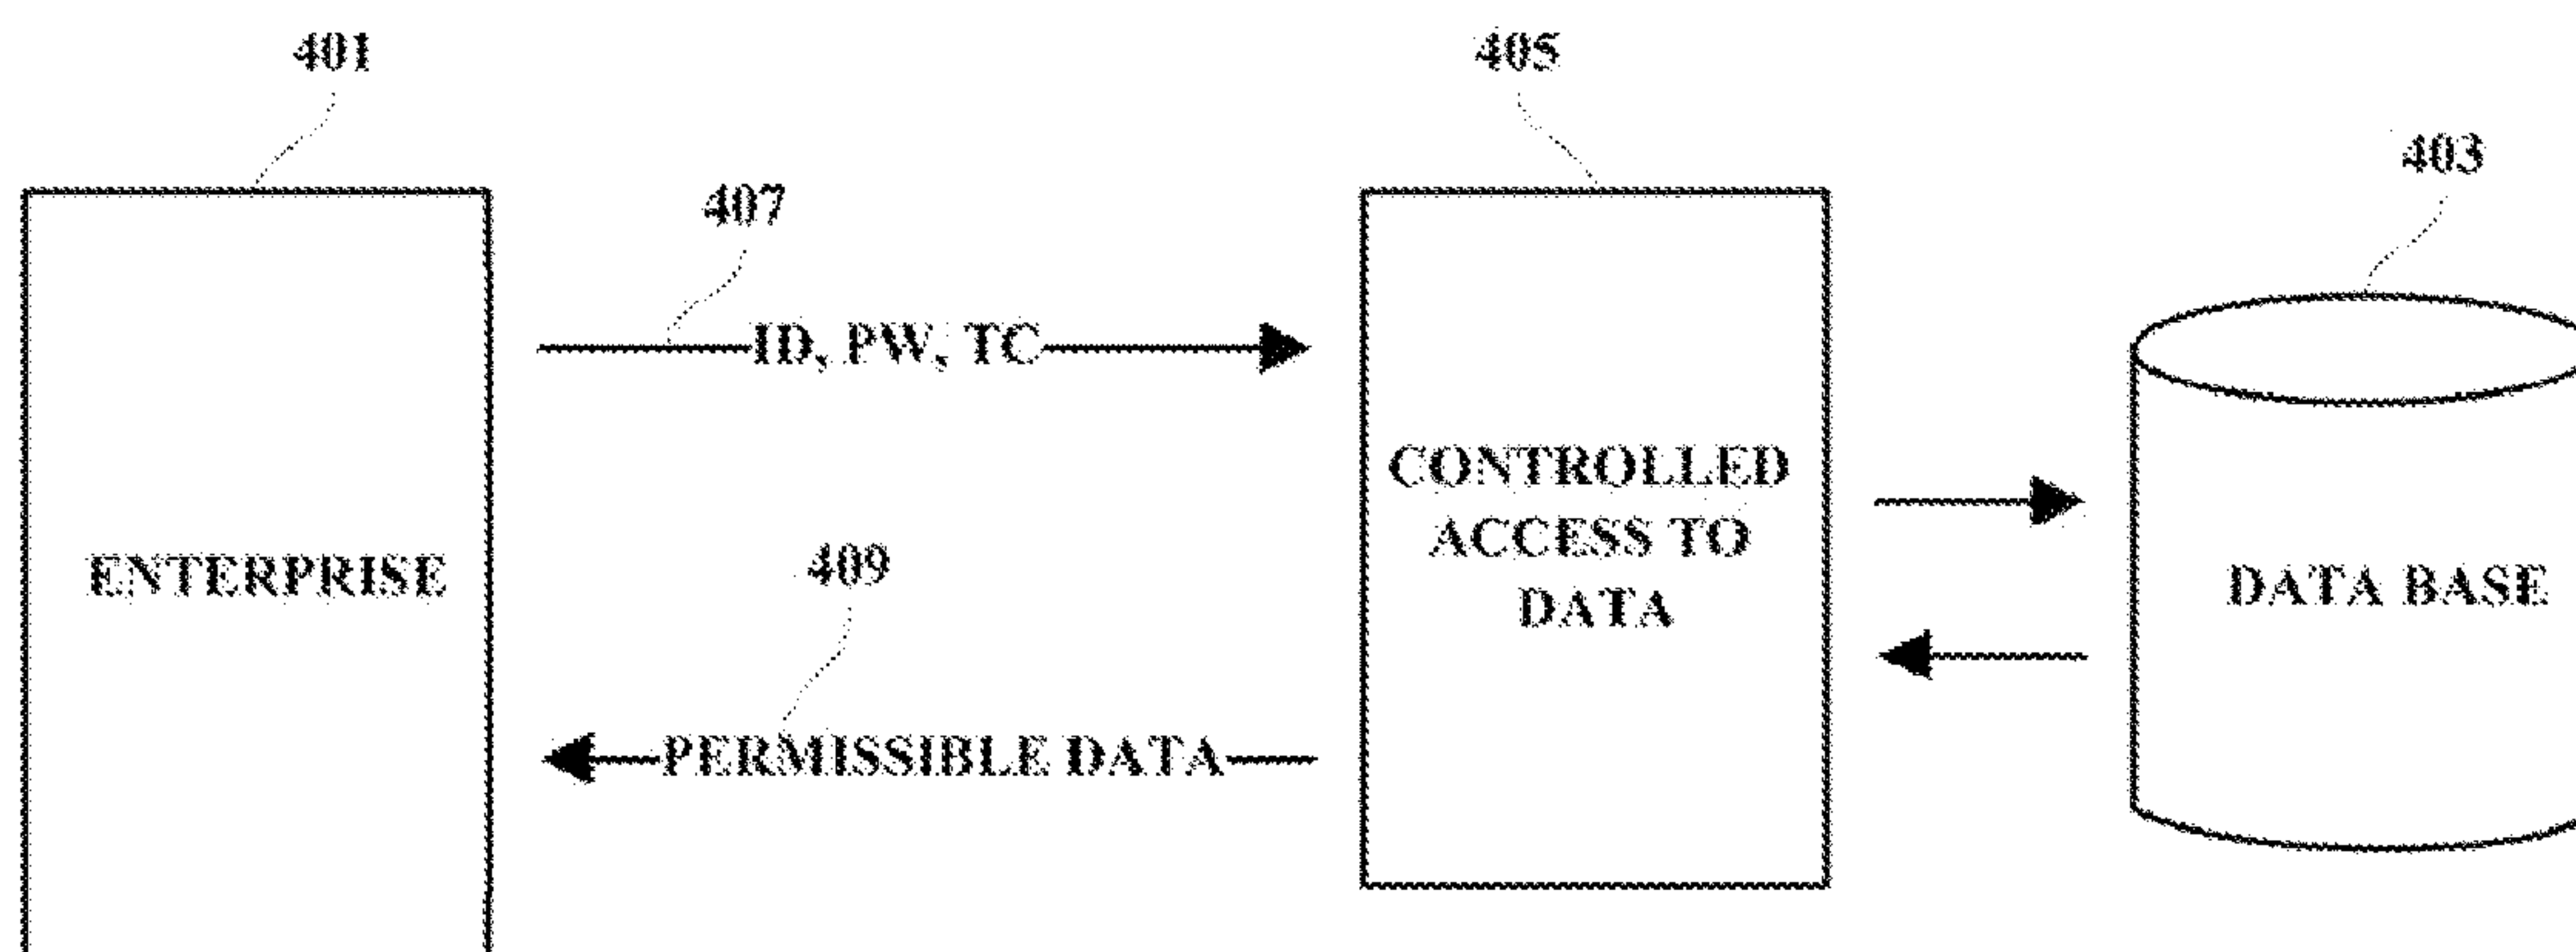 401
405
403
407
ID, PW, TC
CONTROLLED
ACCESS TO
DATA
ENTERPRISE
409
DATA BASE
PERMISSIBLE DATA